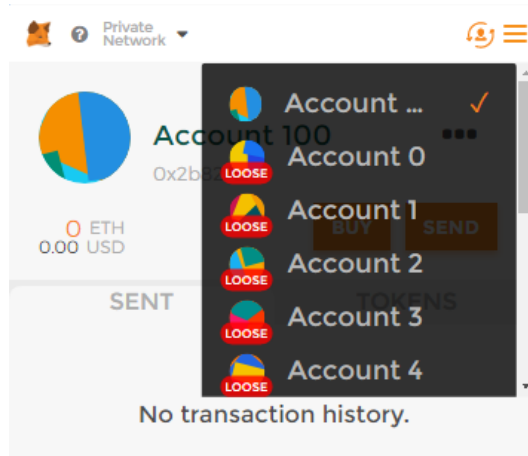 ? Private
Network
Account ... ✓
Account 100
Account 0
LOOSE
0x2b82
Account 1
LOOSE
0 ETH
0.00 USD
BUY SEND
Account 2
LOOSE
SENT TOKENS
Account 3
LOOSE
Account 4
LOOSE
No transaction history.